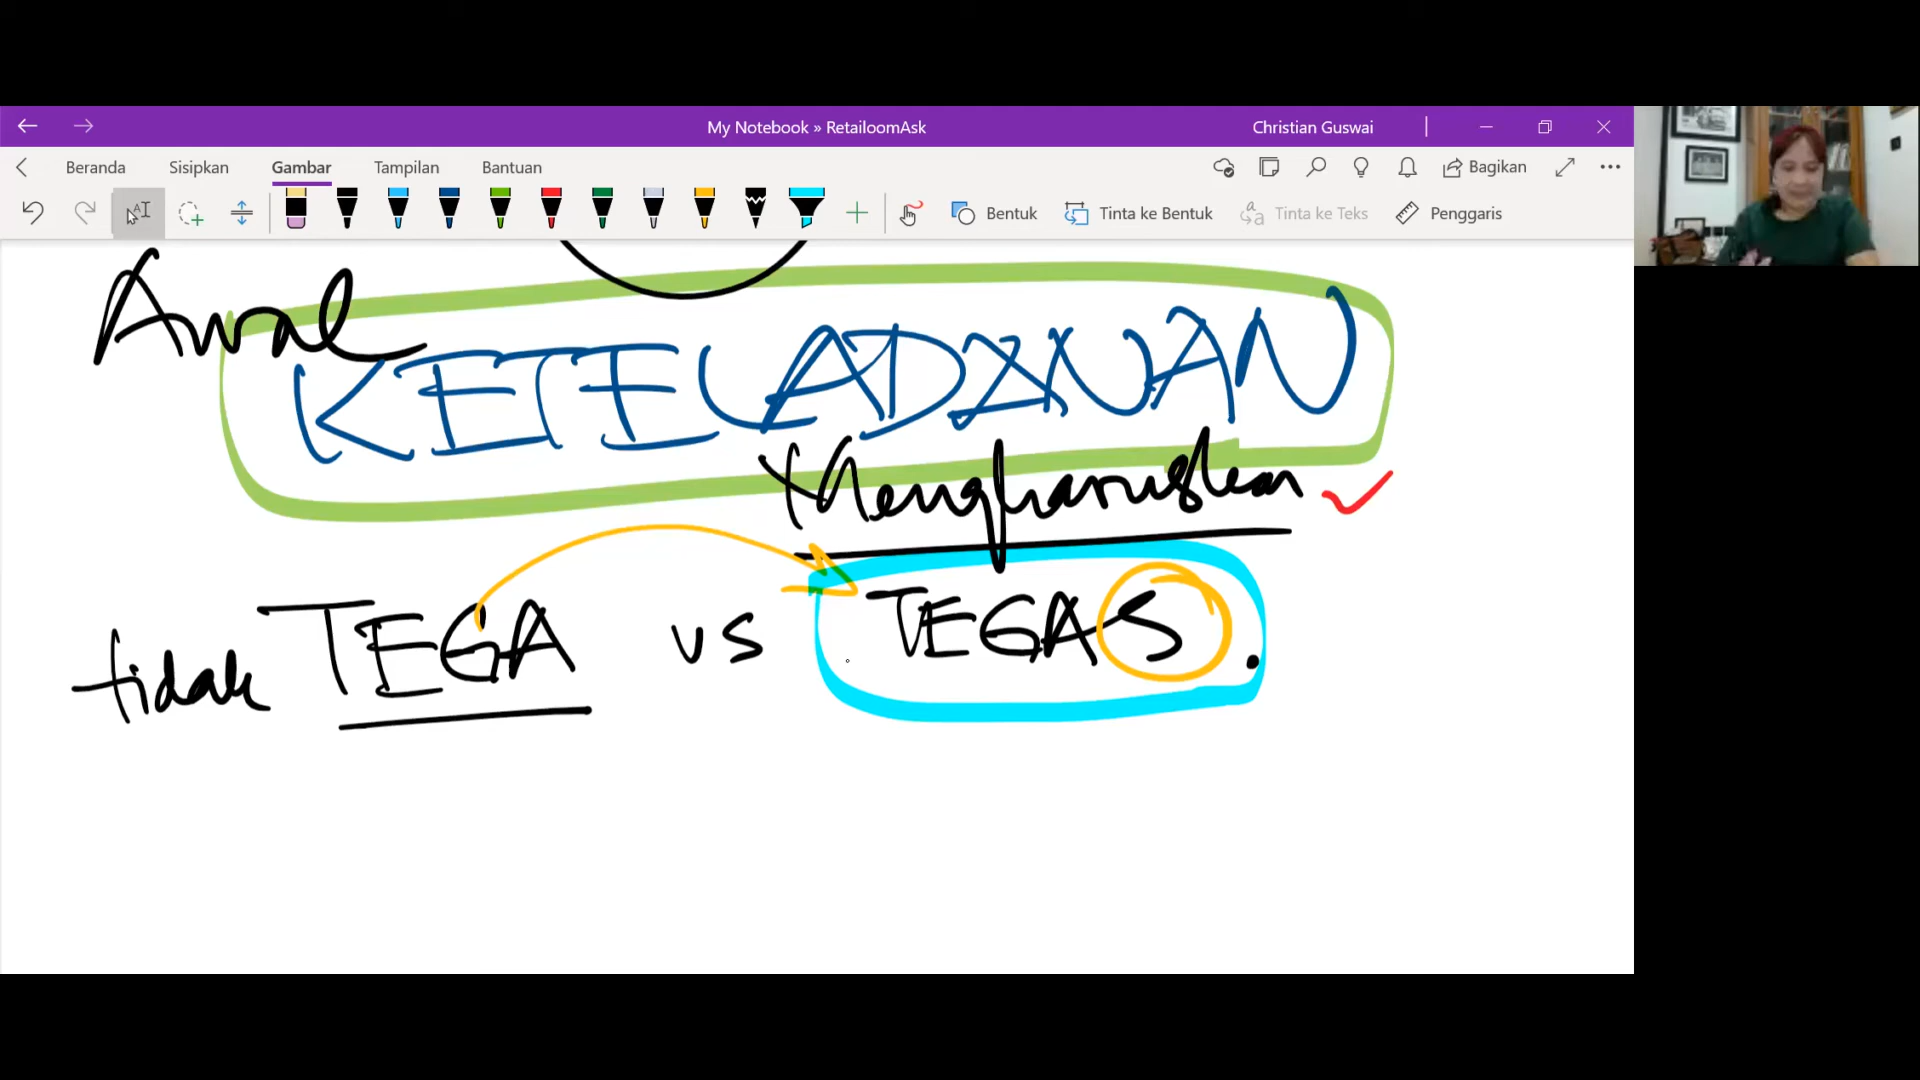 My Notebook » RetailoomAsk
Christian Guswai
Beranda Sisipkan Gambar Tampilan Bantuan
Bagikan
Bentuk Tinta ke Bentuk Tinta ke Teks Penggaris
Awal
KETELADANAN
Mengharuskan
tidak TEGA vs TEGAS.